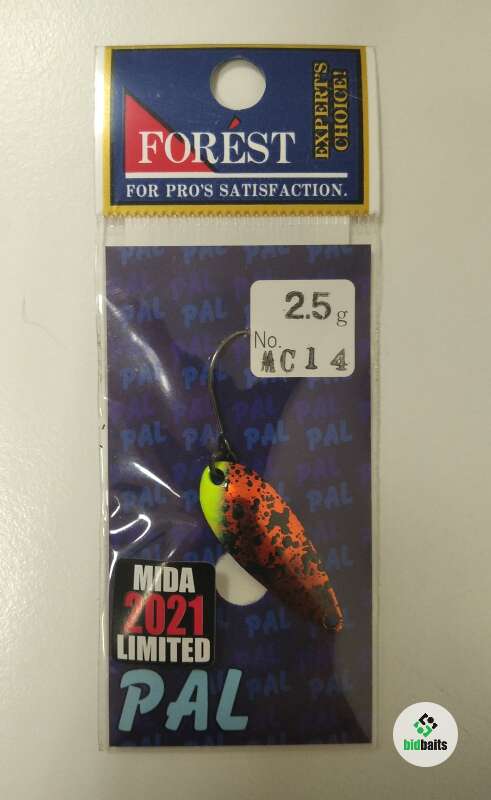 FORÉST
FOR PRO'S SATISFACTION.
EXPERT'S
CHOICE!
2.5g
No.
MC14
MIDA
2021
LIMITED
PAL
bidbaits